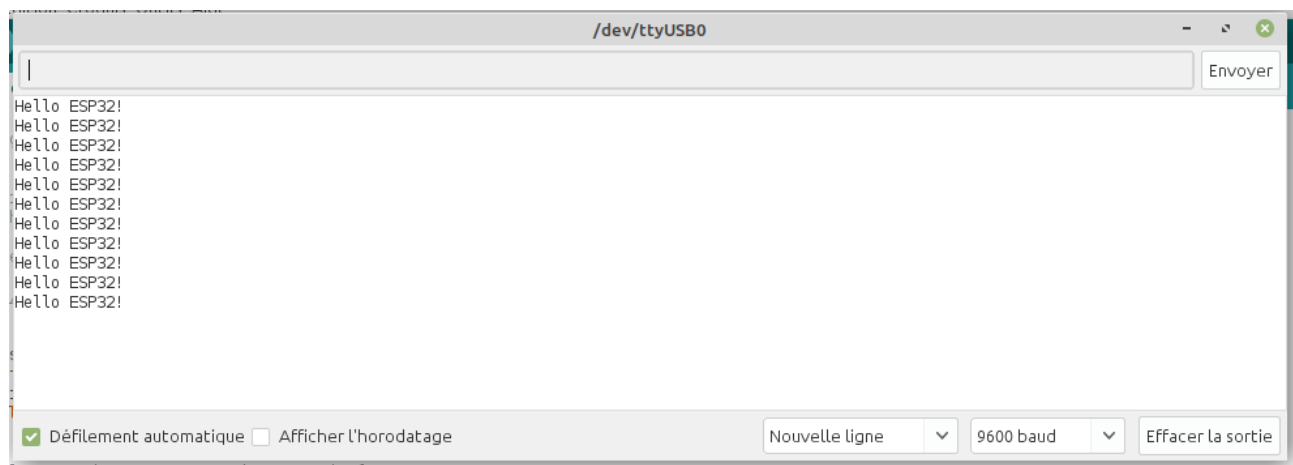 /dev/ttyUSB0
Envoyer
Hello ESP32!
Hello ESP32!
Hello ESP32!
Hello ESP32!
Hello ESP32!
Hello ESP32!
Hello ESP32!
Hello ESP32!
Hello ESP32!
Hello ESP32!
Hello ESP32!
Défilement automatique Afficher l'horodatage Nouvelle ligne 9600 baud Effacer la sortie